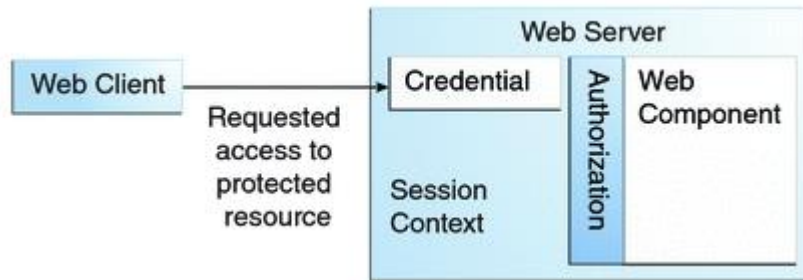 Web Server
Web Client
Credential
Authorization
Web
Component
Requested
access to
protected
resource
Session
Context